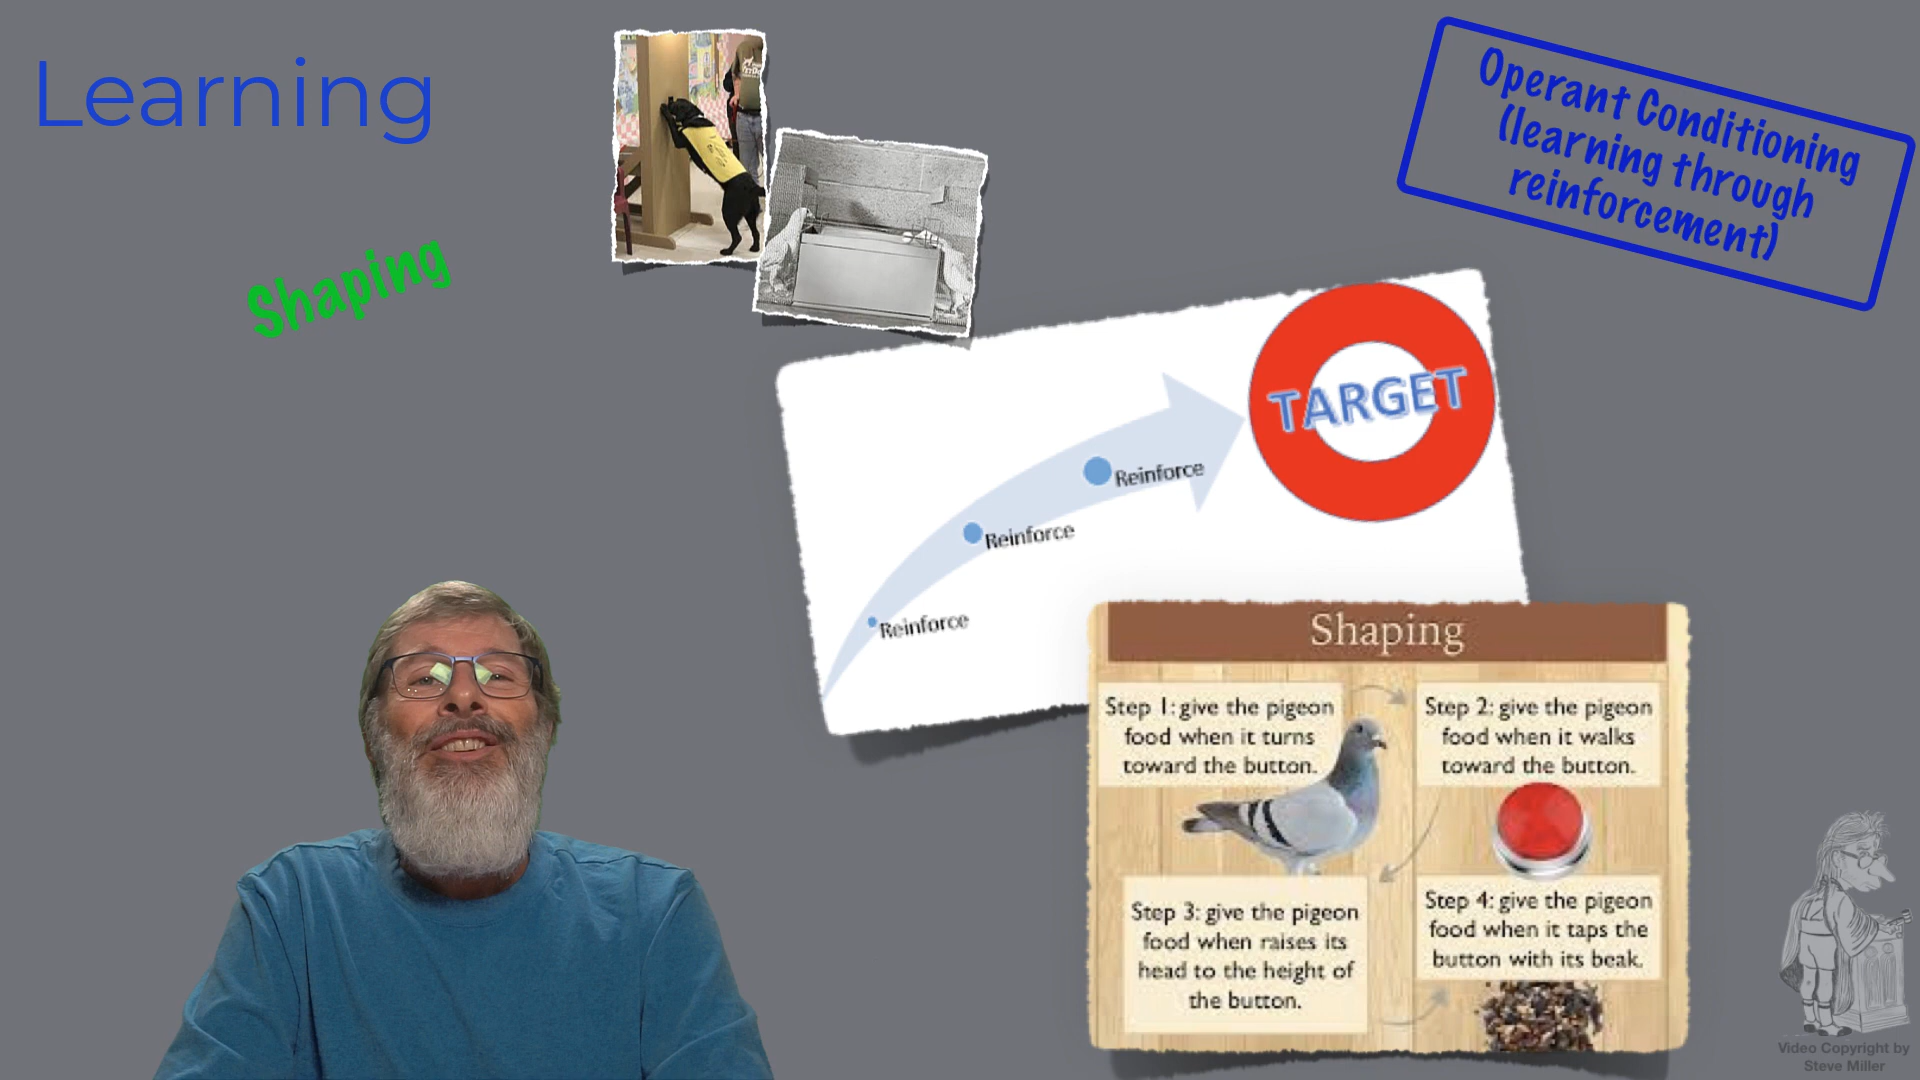 Learning
Operant Conditioning
(learning through
reinforcement)
Shaping
TARGET
Reinforce
Reinforce
Reinforce
Shaping
Step 1: give the pigeon
food when it turns
toward the button.
Step 2: give the pigeon
food when it walks
toward the button.
Step 3: give the pigeon
food when raises its
head to the height of
the button.
Step 4: give the pigeon
food when it taps the
button with its beak.
Video Copyright by
Steve Miller